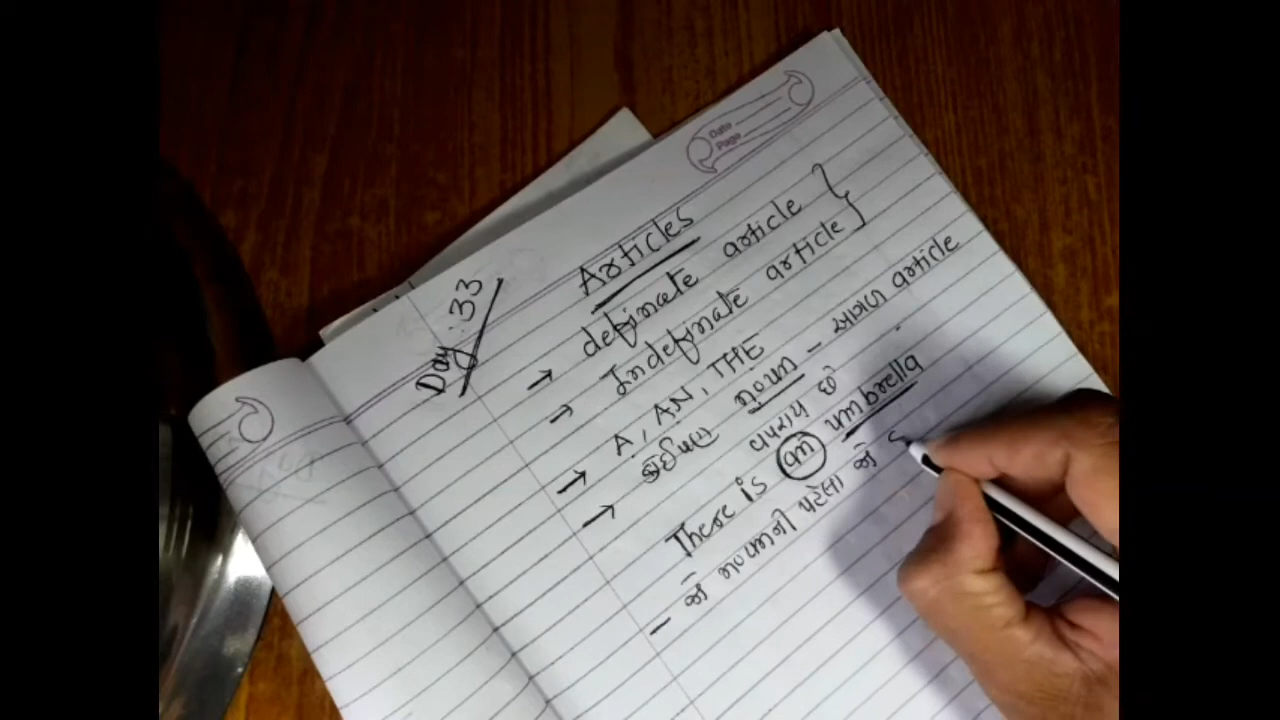 Date
Page
Day : 33
Articles
→ definate article
→ Indefinate article }
→ A, AN, THE
→ કોઈપણ noun - આગળ article
વપરાય છે.
There is an umbrella
- જે noun ની પહેલા જે